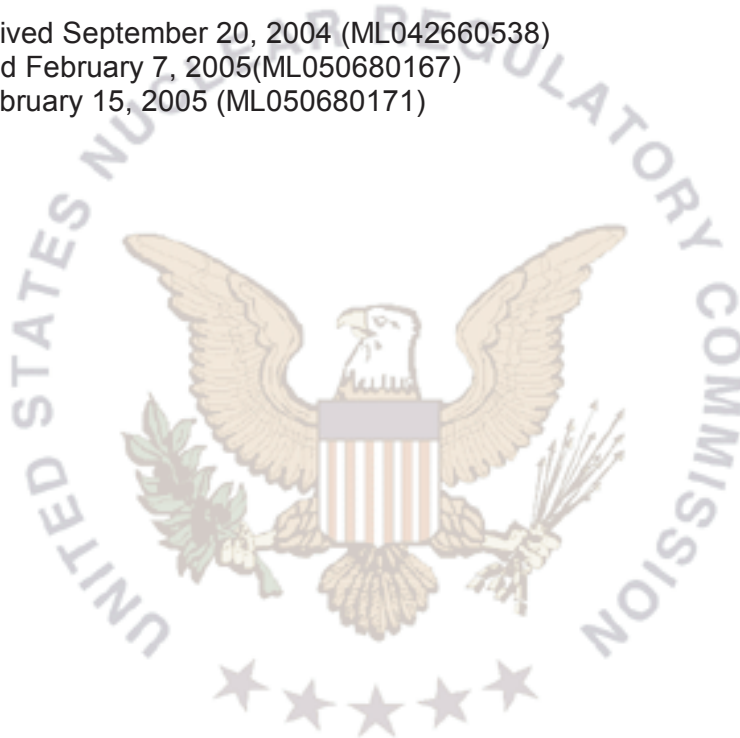 ived September 20, 2004 (ML042660538)
d February 7, 2005(ML050680167)
bruary 15, 2005 (ML050680171)
UNITED STATES NUCLEAR REGULATORY COMMISSION